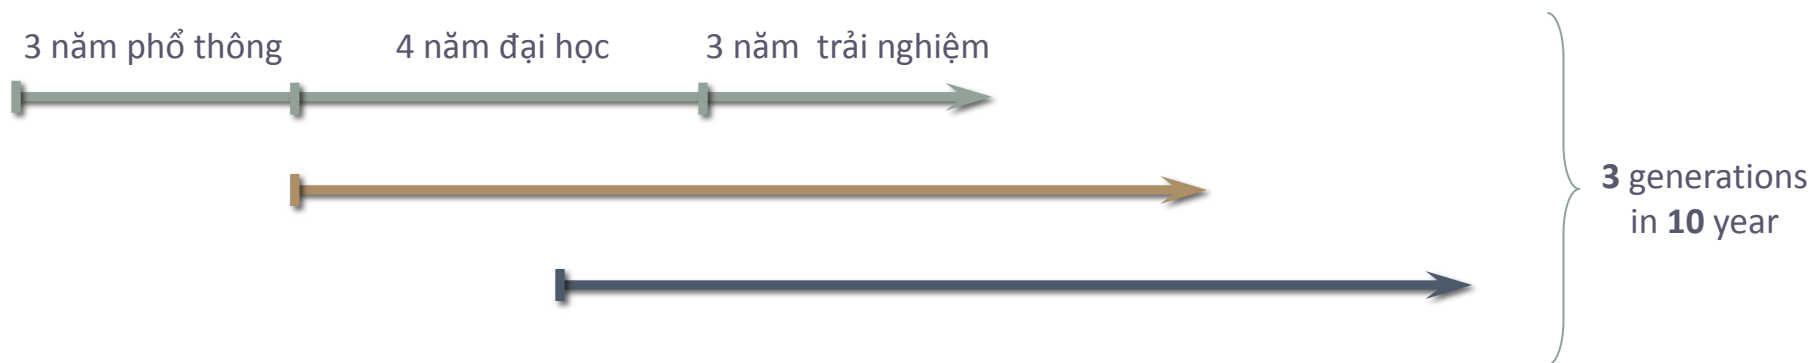 3 năm phổ thông
4 năm đại học
3 năm trải nghiệm
3 generations
in 10 year